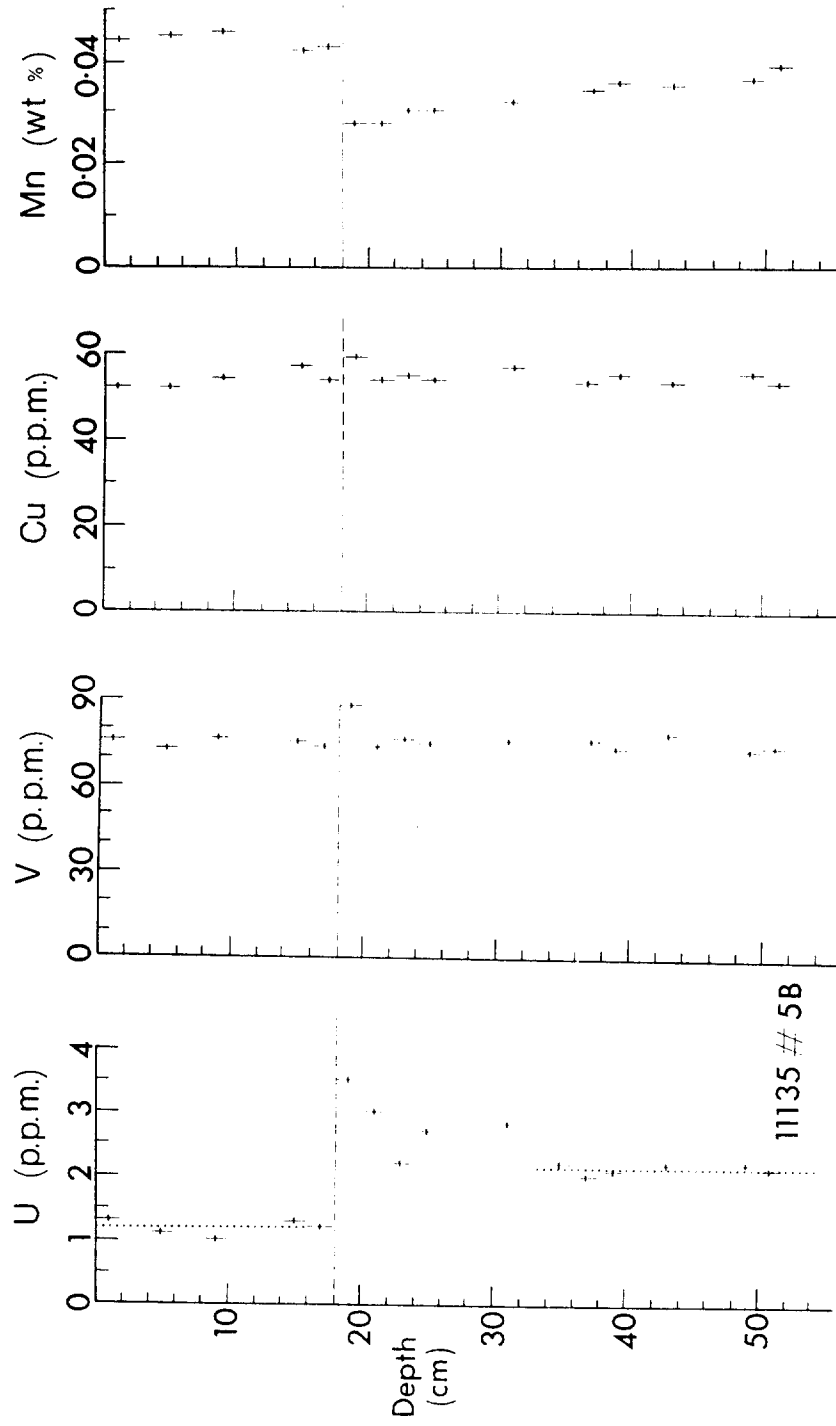 U (p.p.m.)
0 1 2 3 4
V (p.p.m.)
0 30 60 90
Cu (p.p.m.)
0 20 40 60
Mn (wt %)
0 0·02 0·04
Depth
(cm)
10
20
30
40
50
11135 # 5B